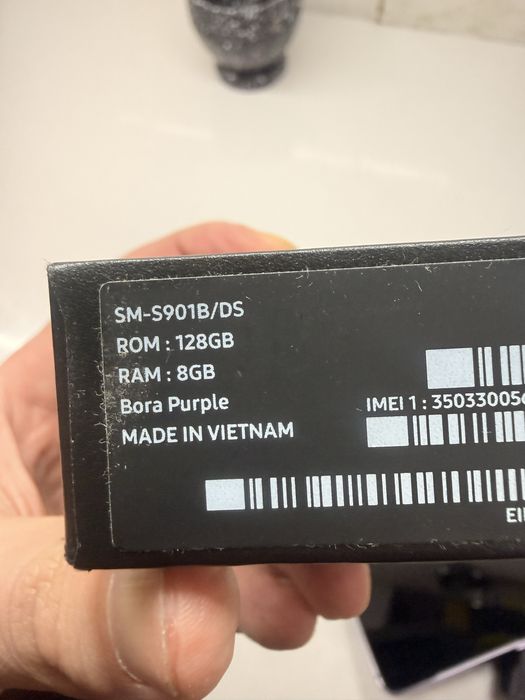 SM-S901B/DS
ROM : 128GB
RAM : 8GB
Bora Purple
IMEI 1 : 35033005
MADE IN VIETNAM